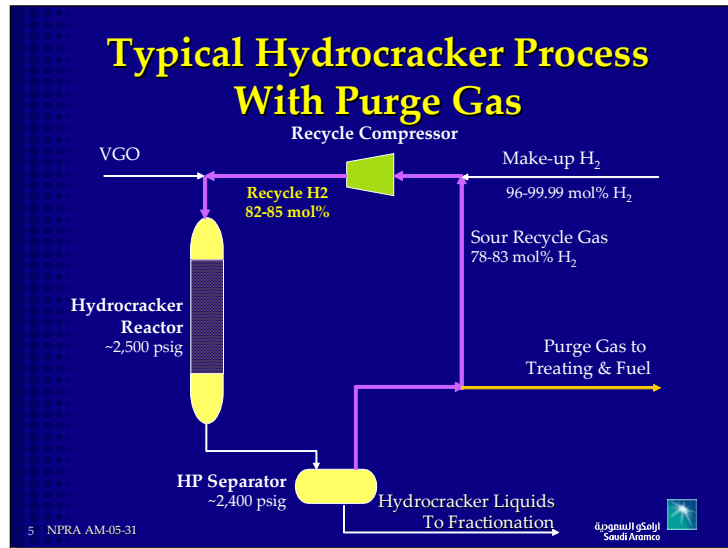 Typical Hydrocracker Process
With Purge Gas
Recycle Compressor
VGO
Make-up H₂
Recycle H2
82-85 mol%
96-99.99 mol% H₂
Sour Recycle Gas
78-83 mol% H₂
Hydrocracker
Reactor
~2,500 psig
Purge Gas to
Treating & Fuel
HP Separator
~2,400 psig
Hydrocracker Liquids
To Fractionation
5 NPRA AM-05-31
ارامكو السعودية
Saudi Aramco